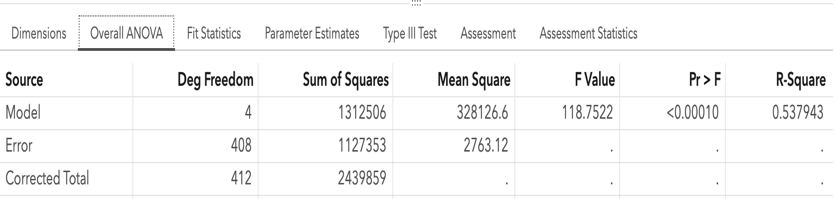 Dimensions Overall ANOVA Fit Statistics Parameter Estimates Type III Test Assessment Assessment Statistics
Source Deg Freedom Sum of Squares Mean Square F Value Pr > F R-Square
Model 4 1312506 328126.6 118.7522 <0.00010 0.537943
Error 408 1127353 2763.12 . . .
Corrected Total 412 2439859 . . . .